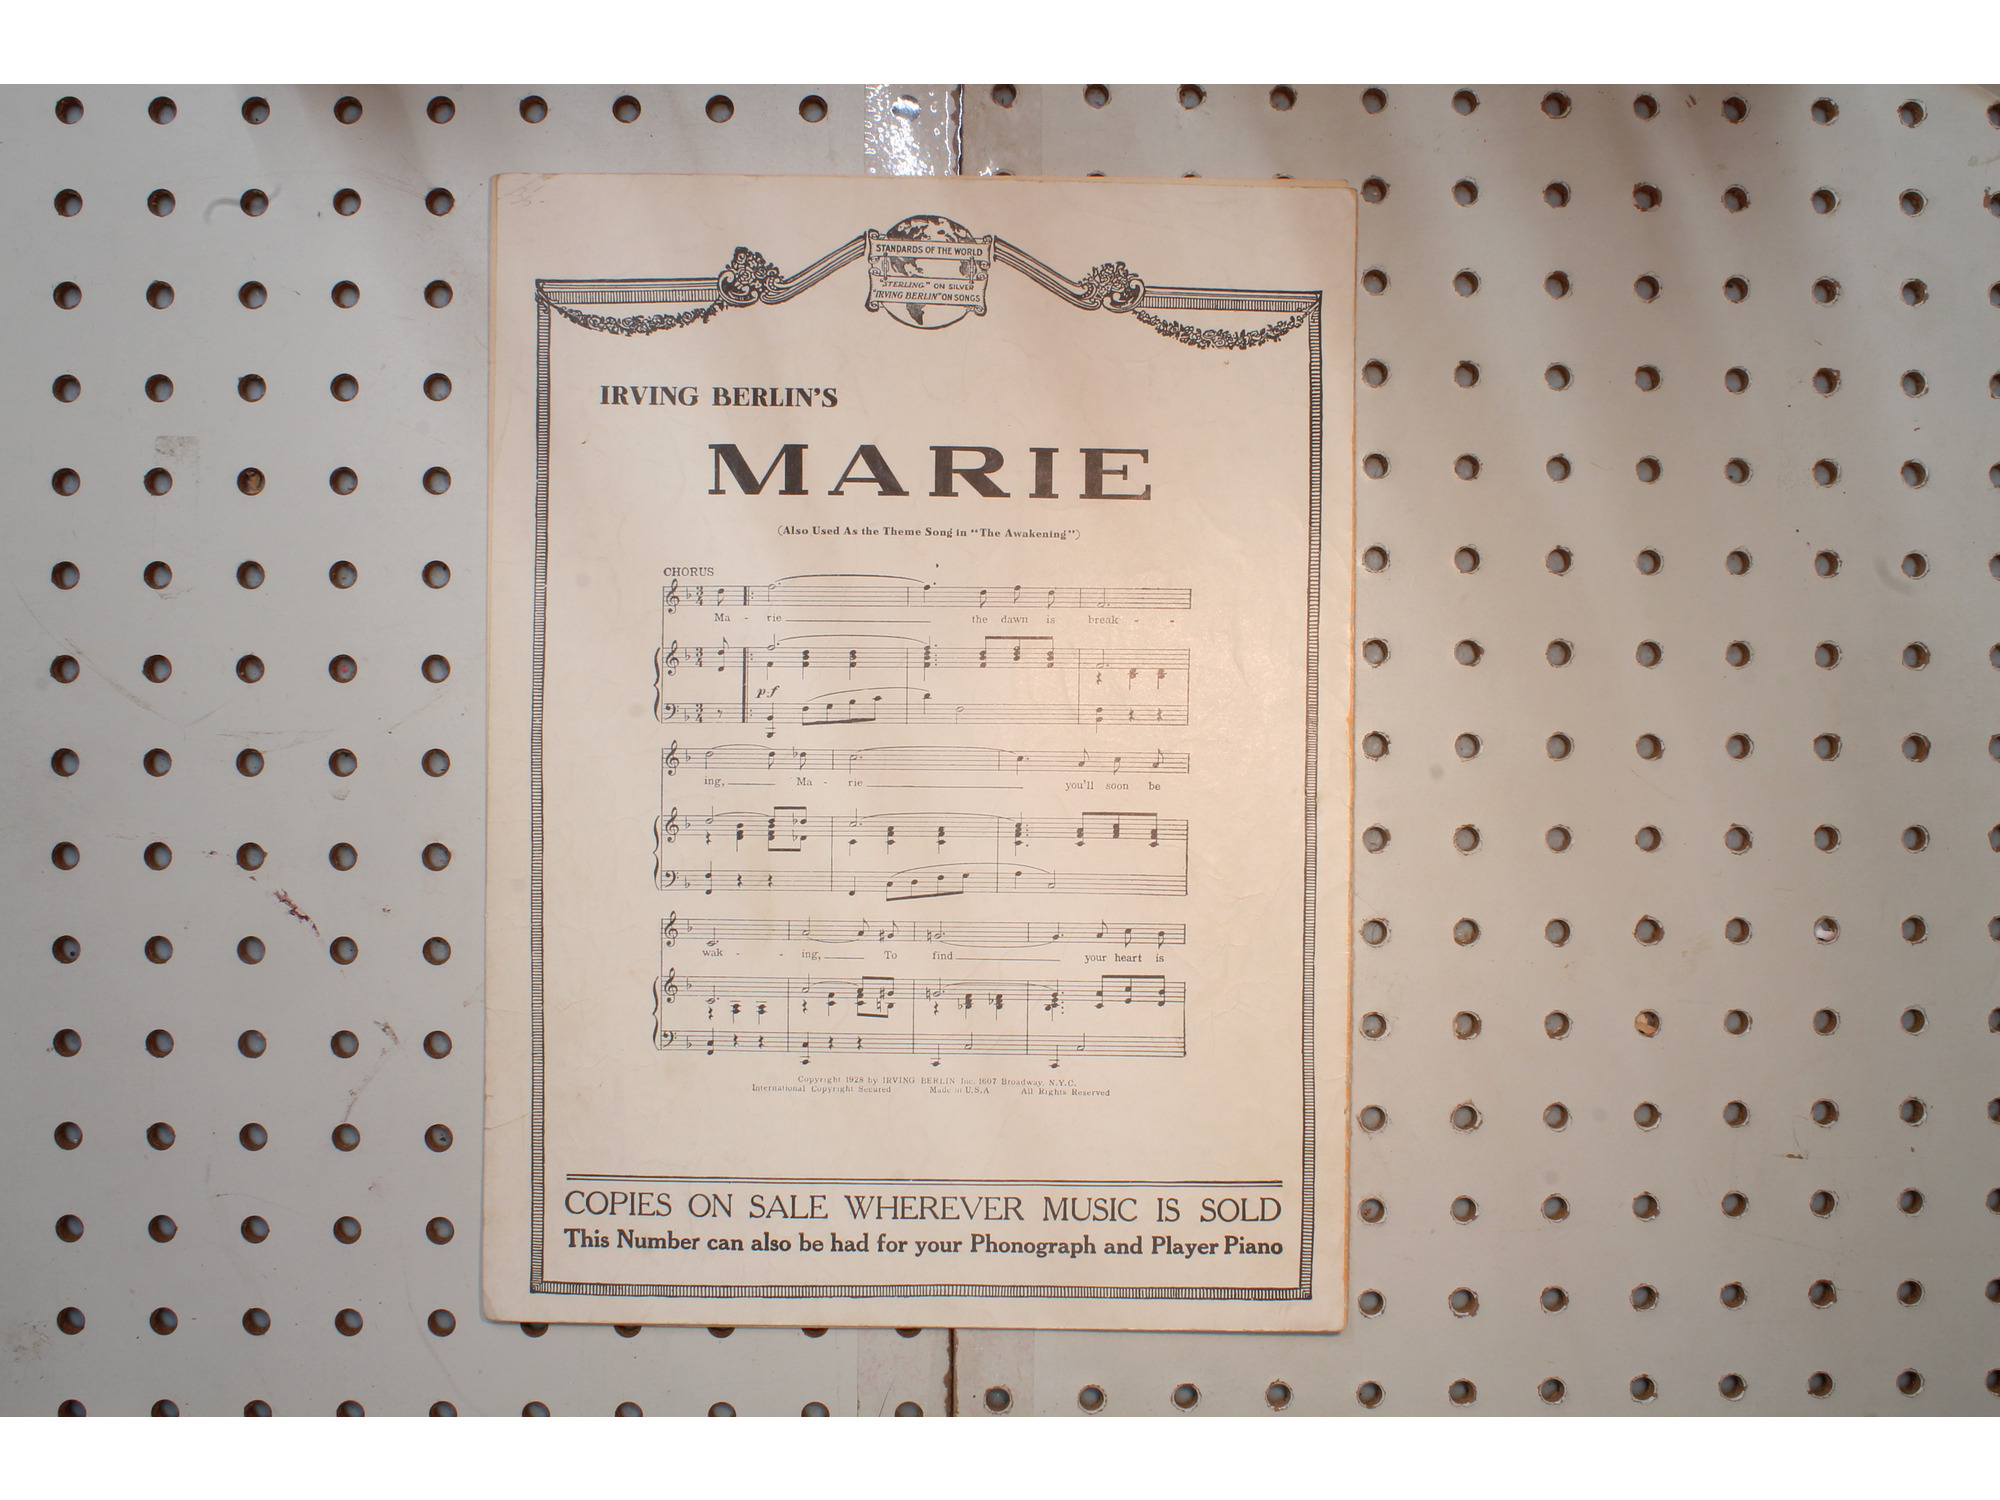 STANDARDS OF THE WORLD
"STERLING" ON SILVER
"IRVING BERLIN" ON SONGS
IRVING BERLIN'S
MARIE
(Also Used As the Theme Song in "The Awakening")
CHORUS
Ma - rie the dawn is break - -
p-f
ing, Ma - rie you'll soon be
wak - - ing, To find your heart is
Copyright 1928 by IRVING BERLIN Inc. 1607 Broadway, N.Y.C.
International Copyright Secured Made in U.S.A All Rights Reserved
COPIES ON SALE WHEREVER MUSIC IS SOLD
This Number can also be had for your Phonograph and Player Piano